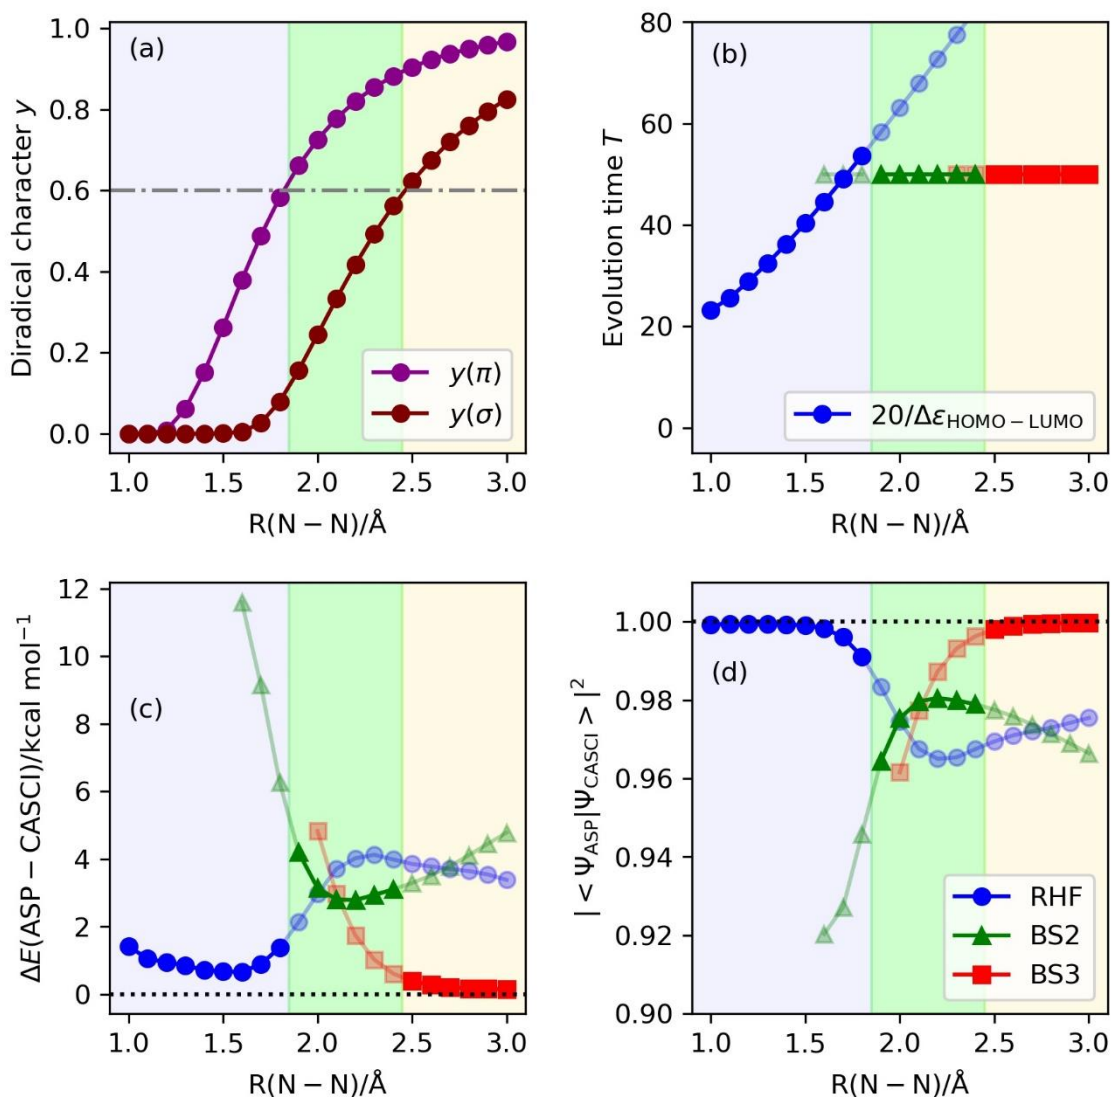 (a)
Diradical character y
1.0
0.8
0.6
0.4
0.2
0.0
y(π)
y(σ)
1.0 1.5 2.0 2.5 3.0
R(N − N)/Å
(b)
Evolution time T
80
60
40
20
0
20/Δε_HOMO − LUMO
1.0 1.5 2.0 2.5 3.0
R(N − N)/Å
(c)
ΔE(ASP − CASCI)/kcal mol⁻¹
12
10
8
6
4
2
0
1.0 1.5 2.0 2.5 3.0
R(N − N)/Å
(d)
| < Ψ_ASP|Ψ_CASCI > |²
1.00
0.98
0.96
0.94
0.92
0.90
RHF
BS2
BS3
1.0 1.5 2.0 2.5 3.0
R(N − N)/Å